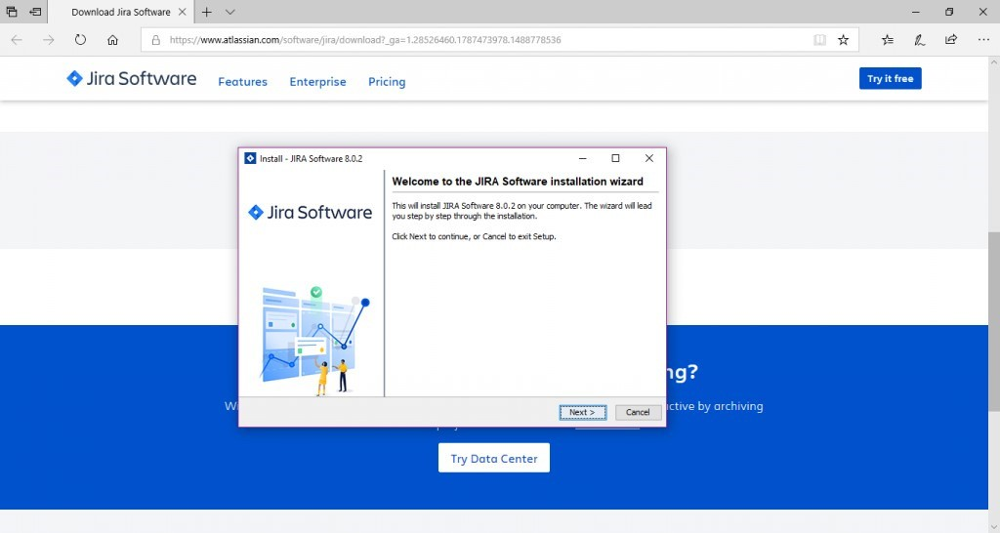 Download Jira Software
https://www.atlassian.com/software/jira/download?_ga=1.28526460.1787473978.1488778536
Jira Software
Features
Enterprise
Pricing
Try it free
Install - JIRA Software 8.0.2
Jira Software
Welcome to the JIRA Software installation wizard
This will install JIRA Software 8.0.2 on your computer. The wizard will lead
you step by step through the installation.
Click Next to continue, or Cancel to exit Setup.
Next >
Cancel
ng?
W
ctive by archiving
Try Data Center